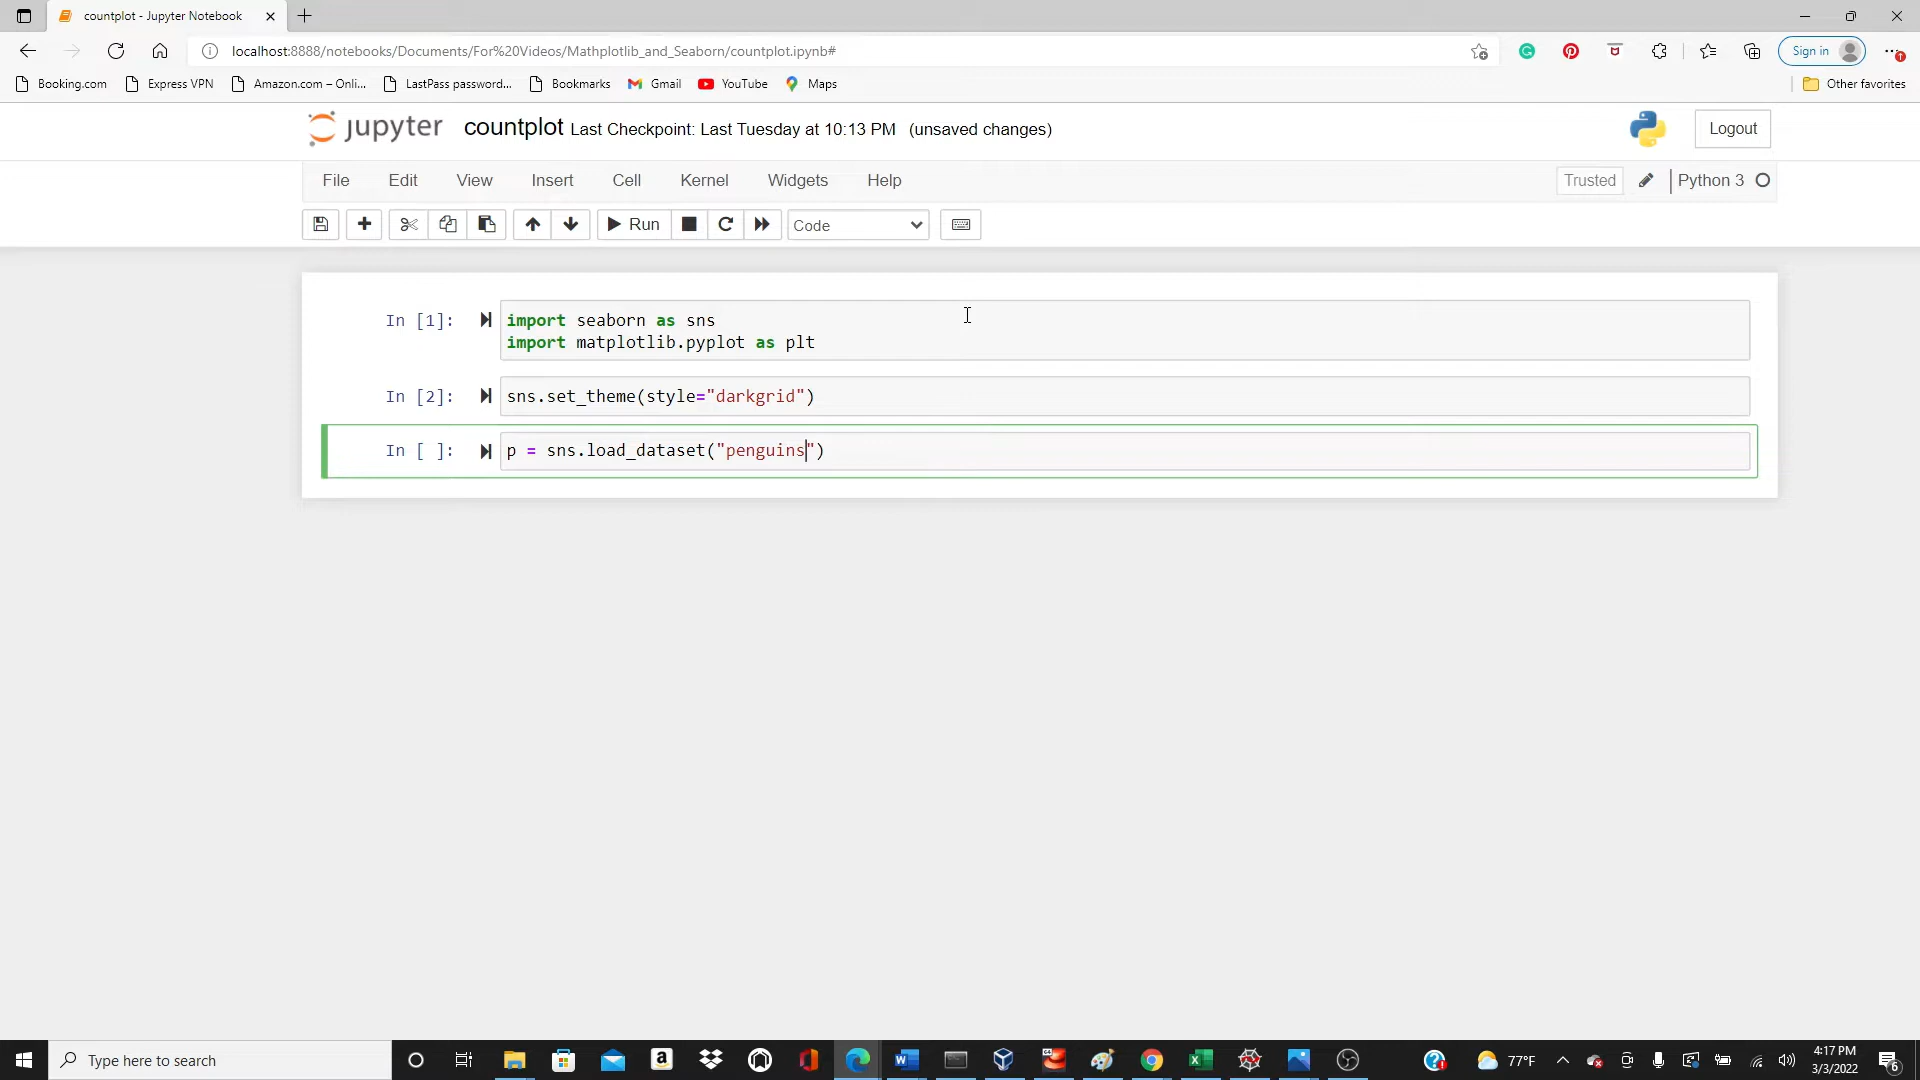 countplot - Jupyter Notebook
localhost:8888/notebooks/Documents/For%20Videos/Mathplotlib_and_Seaborn/countplot.ipynb#
Sign in
Booking.com
Express VPN
Amazon.com – Onli...
LastPass password...
Bookmarks
Gmail
YouTube
Maps
Other favorites
jupyter countplot Last Checkpoint: Last Tuesday at 10:13 PM (unsaved changes)
Logout
File Edit View Insert Cell Kernel Widgets Help
Trusted
Python 3
Run
Code
In [1]: import seaborn as sns
import matplotlib.pyplot as plt
In [2]: sns.set_theme(style="darkgrid")
In [ ]: p = sns.load_dataset("penguins")
Type here to search
77°F
4:17 PM
3/3/2022
6